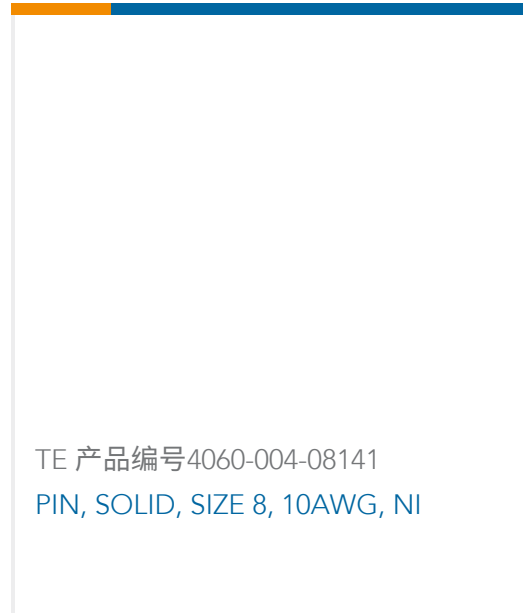 TE 产品编号4060-004-08141
PIN, SOLID, SIZE 8, 10AWG, NI